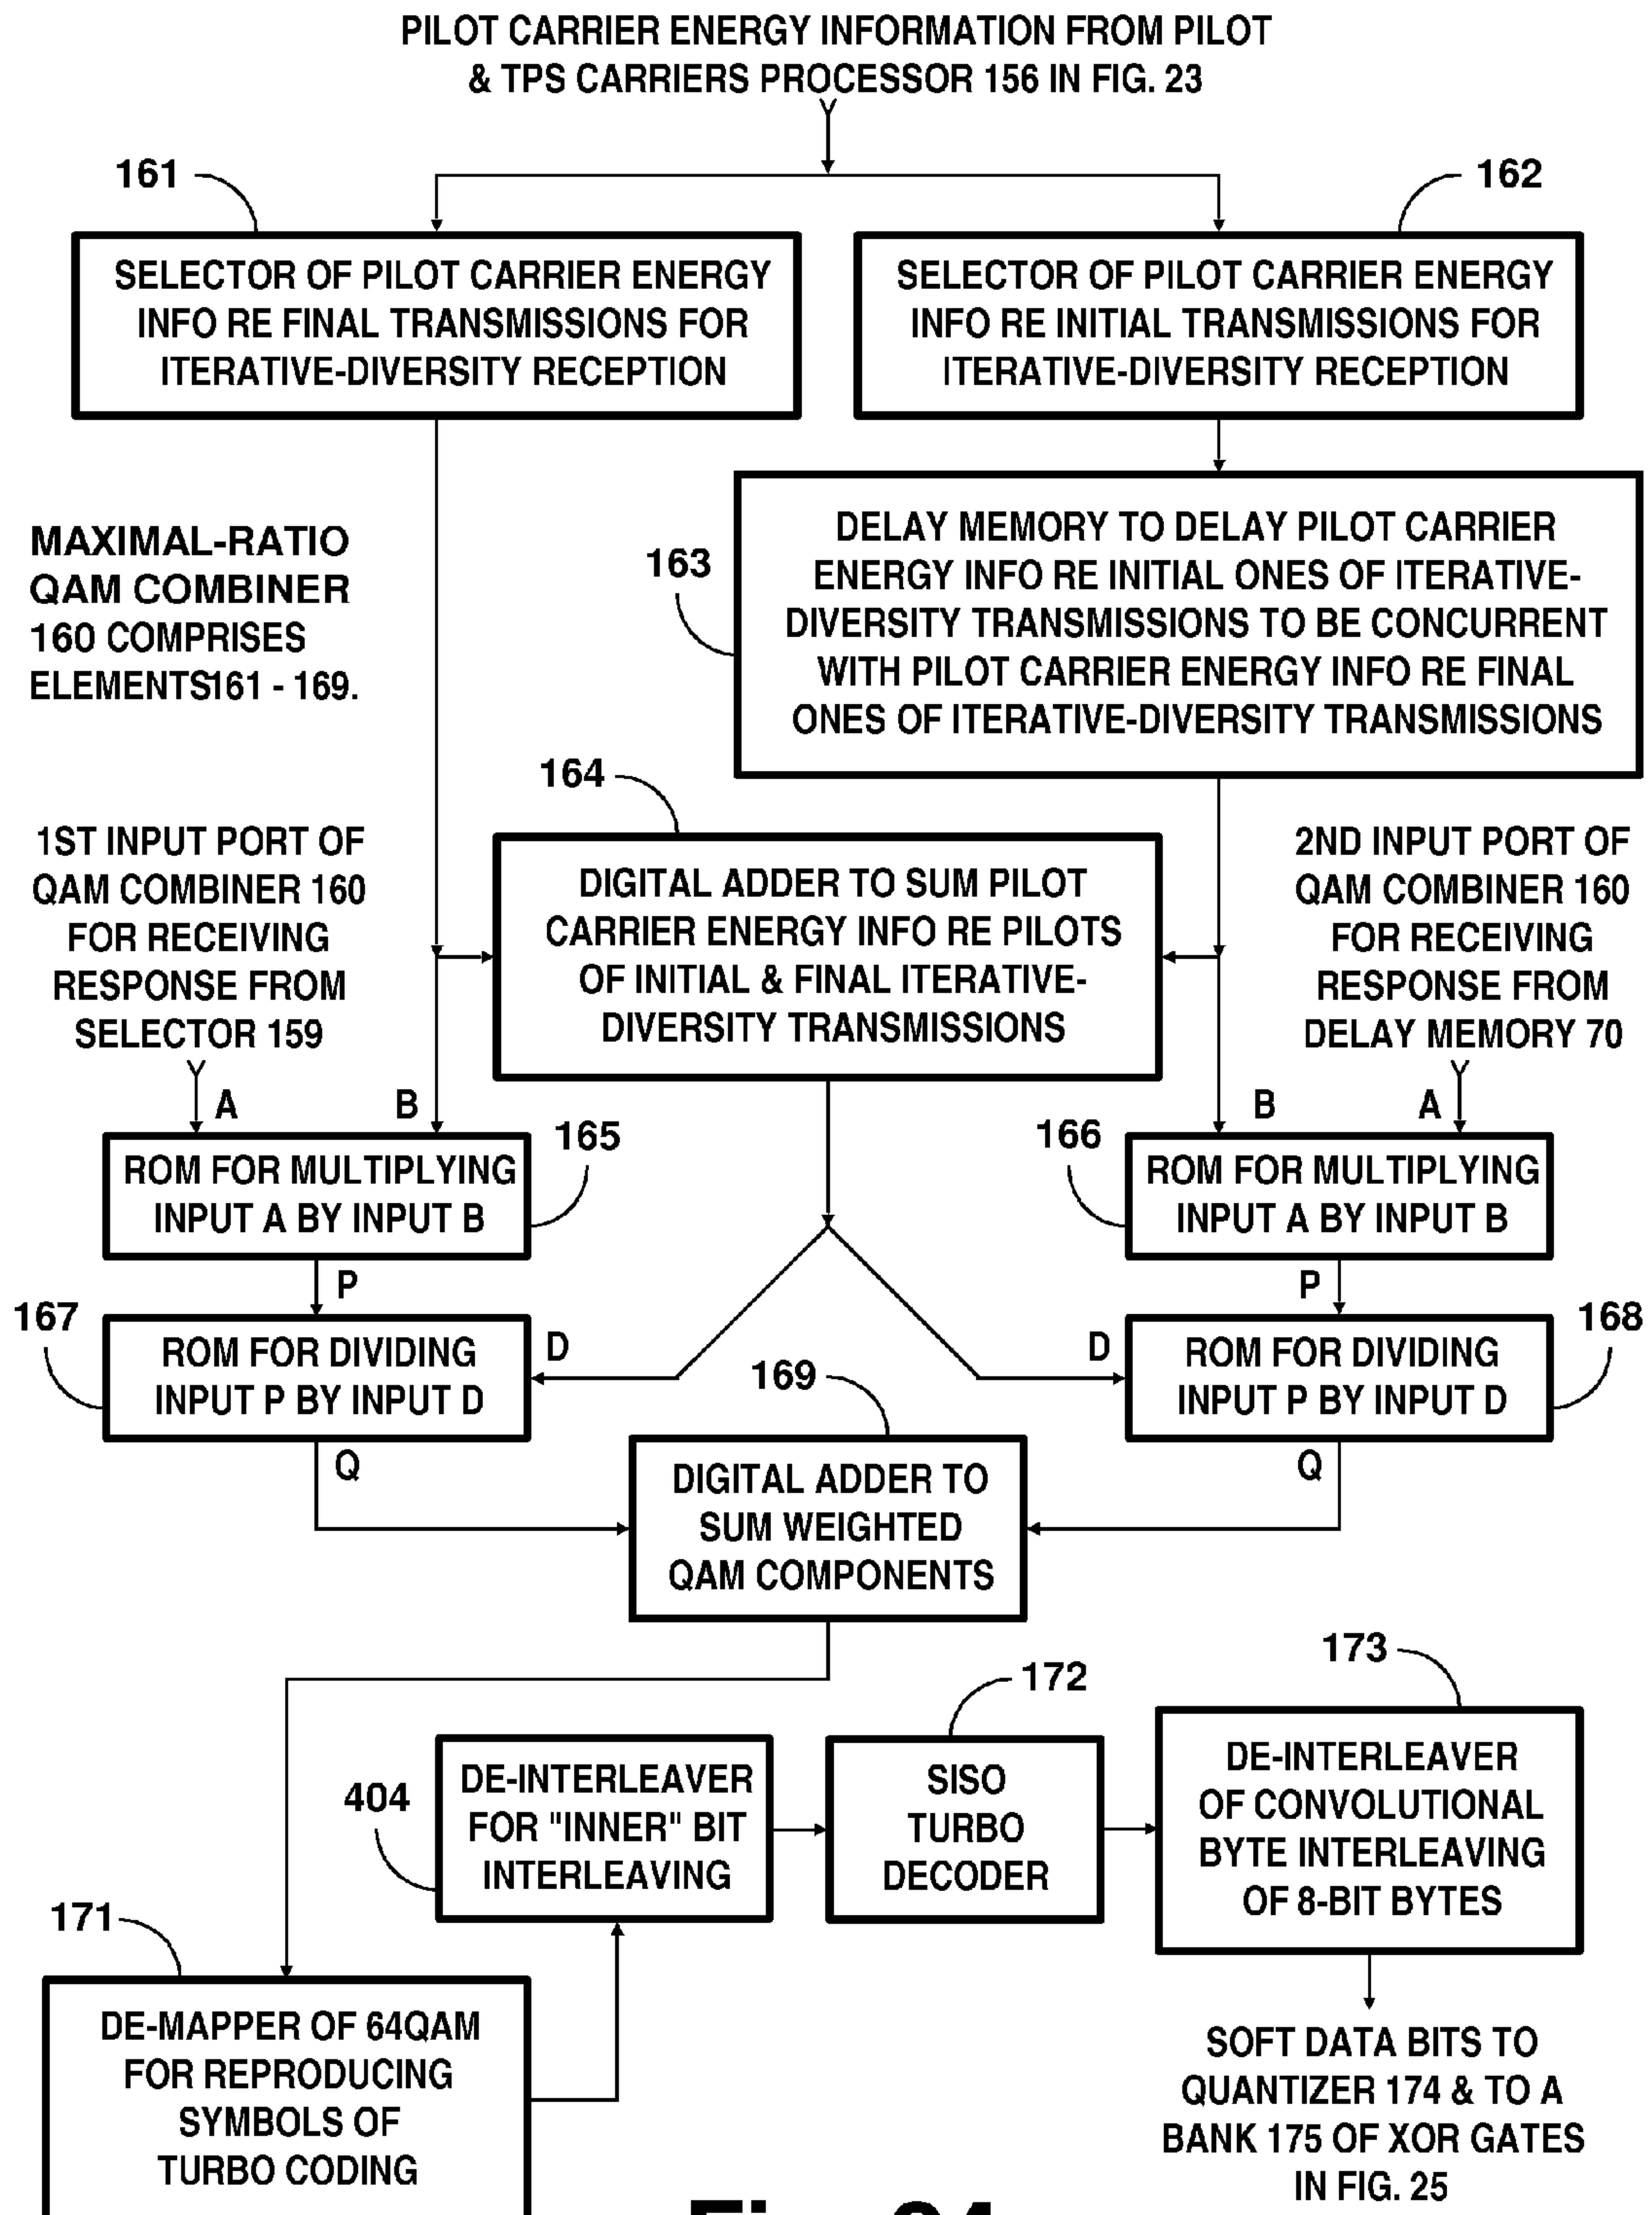 PILOT CARRIER ENERGY INFORMATION FROM PILOT
& TPS CARRIERS PROCESSOR 156 IN FIG. 23
161
162
SELECTOR OF PILOT CARRIER ENERGY
INFO RE FINAL TRANSMISSIONS FOR
ITERATIVE-DIVERSITY RECEPTION
SELECTOR OF PILOT CARRIER ENERGY
INFO RE INITIAL TRANSMISSIONS FOR
ITERATIVE-DIVERSITY RECEPTION
MAXIMAL-RATIO
QAM COMBINER
160 COMPRISES
ELEMENTS161 - 169.
163
DELAY MEMORY TO DELAY PILOT CARRIER
ENERGY INFO RE INITIAL ONES OF ITERATIVE-
DIVERSITY TRANSMISSIONS TO BE CONCURRENT
WITH PILOT CARRIER ENERGY INFO RE FINAL
ONES OF ITERATIVE-DIVERSITY TRANSMISSIONS
164
1ST INPUT PORT OF
QAM COMBINER 160
FOR RECEIVING
RESPONSE FROM
SELECTOR 159
DIGITAL ADDER TO SUM PILOT
CARRIER ENERGY INFO RE PILOTS
OF INITIAL & FINAL ITERATIVE-
DIVERSITY TRANSMISSIONS
2ND INPUT PORT OF
QAM COMBINER 160
FOR RECEIVING
RESPONSE FROM
DELAY MEMORY 70
A
B
B
A
165
166
ROM FOR MULTIPLYING
INPUT A BY INPUT B
ROM FOR MULTIPLYING
INPUT A BY INPUT B
P
P
167
168
ROM FOR DIVIDING
INPUT P BY INPUT D
D
D
ROM FOR DIVIDING
INPUT P BY INPUT D
169
Q
Q
DIGITAL ADDER TO
SUM WEIGHTED
QAM COMPONENTS
173
172
404
DE-INTERLEAVER
FOR "INNER" BIT
INTERLEAVING
SISO
TURBO
DECODER
DE-INTERLEAVER
OF CONVOLUTIONAL
BYTE INTERLEAVING
OF 8-BIT BYTES
171
DE-MAPPER OF 64QAM
FOR REPRODUCING
SYMBOLS OF
TURBO CODING
SOFT DATA BITS TO
QUANTIZER 174 & TO A
BANK 175 OF XOR GATES
IN FIG. 25